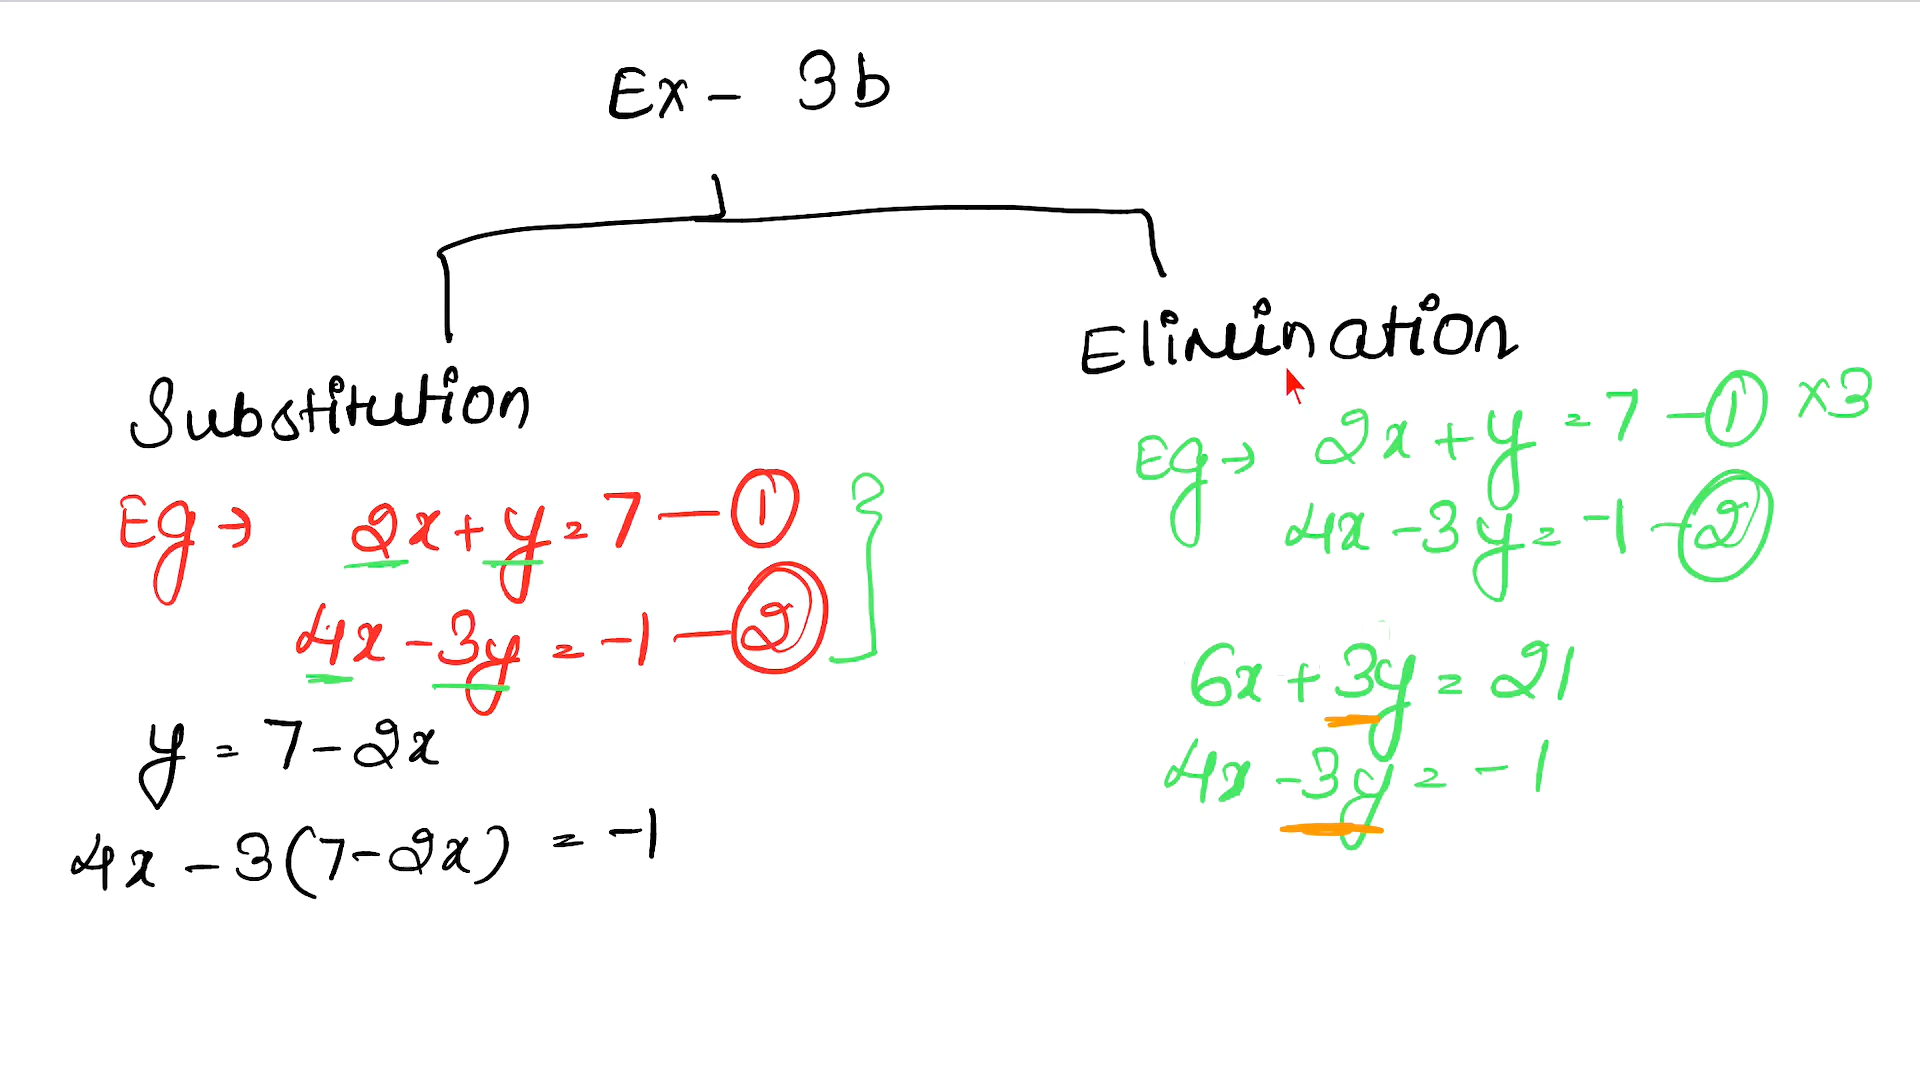 Ex - 3b
Substitution
Eg → 2x + y = 7 — ①
4x - 3y = -1 — ②
y = 7 - 2x
4x - 3(7-2x) = -1
Elimination
Eg → 2x + y = 7 — ① ×3
4x - 3y = -1 — ②
6x + 3y = 21
4x - 3y = -1